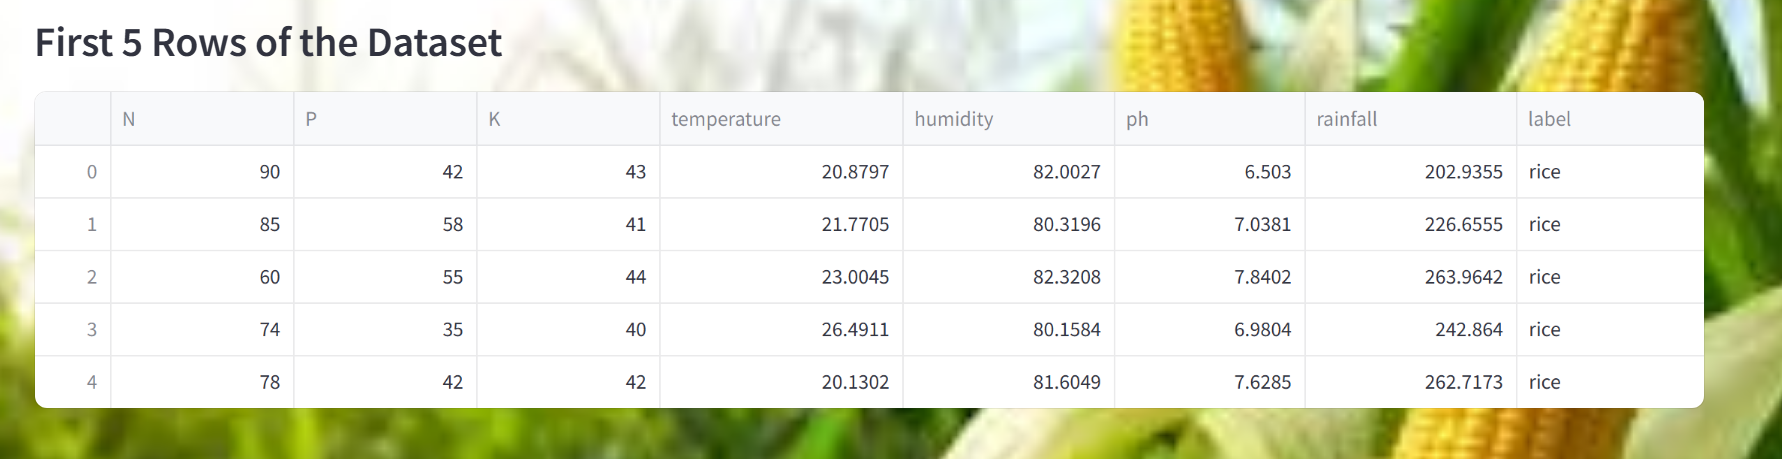 First 5 Rows of the Dataset
N P K temperature humidity ph rainfall label
0 90 42 43 20.8797 82.0027 6.503 202.9355 rice
1 85 58 41 21.7705 80.3196 7.0381 226.6555 rice
2 60 55 44 23.0045 82.3208 7.8402 263.9642 rice
3 74 35 40 26.4911 80.1584 6.9804 242.864 rice
4 78 42 42 20.1302 81.6049 7.6285 262.7173 rice